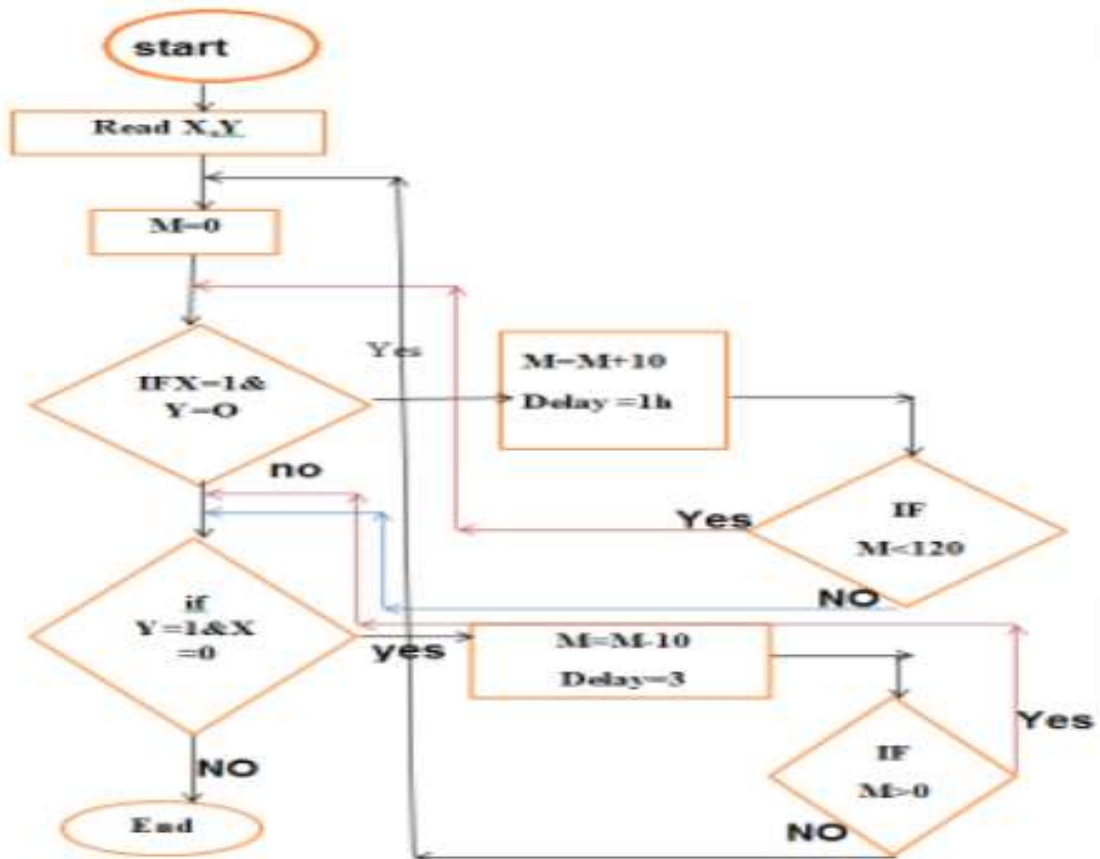 start
Read X,Y
M=0
IFX=1&
Y=O
Yes
M=M+10
Delay =1h
no
IF
M<120
Yes
NO
if
Y=1&X
=0
yes
M=M-10
Delay=3
Yes
IF
M>0
NO
NO
End